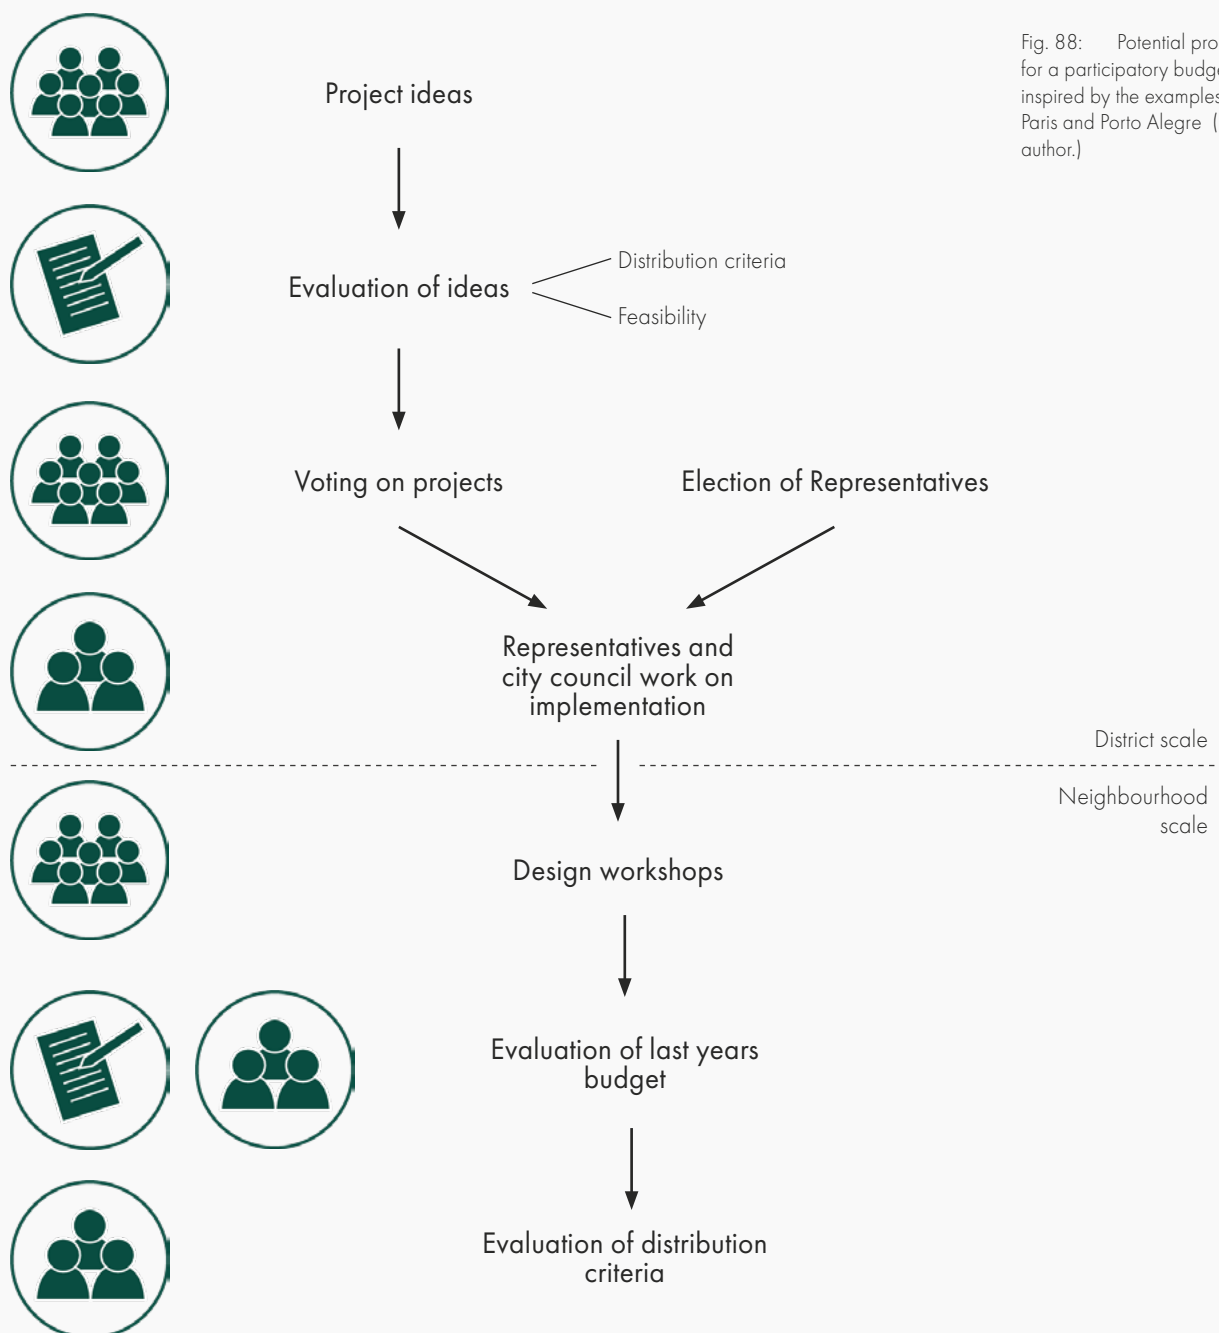 Fig. 88: Potential pro
for a participatory budge
inspired by the examples
Paris and Porto Alegre (
author.)
Project ideas
Evaluation of ideas
Distribution criteria
Feasibility
Voting on projects
Election of Representatives
Representatives and
city council work on
implementation
District scale
Neighbourhood
scale
Design workshops
Evaluation of last years
budget
Evaluation of distribution
criteria